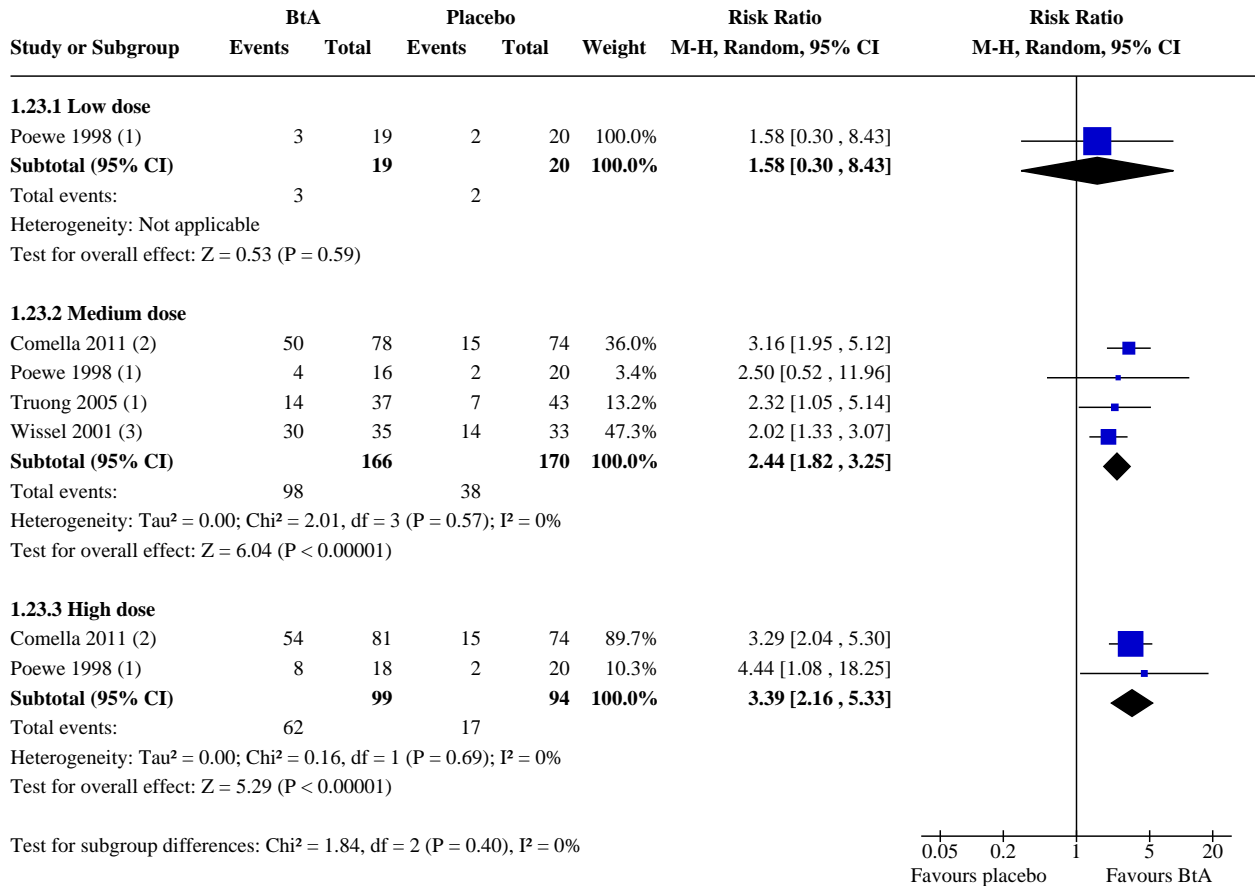 BtA Placebo Risk Ratio Risk Ratio
Study or Subgroup Events Total Events Total Weight M-H, Random, 95% CI M-H, Random, 95% CI
1.23.1 Low dose
Poewe 1998 (1) 3 19 2 20 100.0% 1.58 [0.30 , 8.43]
Subtotal (95% CI) 19 20 100.0% 1.58 [0.30 , 8.43]
Total events: 3 2
Heterogeneity: Not applicable
Test for overall effect: Z = 0.53 (P = 0.59)
1.23.2 Medium dose
Comella 2011 (2) 50 78 15 74 36.0% 3.16 [1.95 , 5.12]
Poewe 1998 (1) 4 16 2 20 3.4% 2.50 [0.52 , 11.96]
Truong 2005 (1) 14 37 7 43 13.2% 2.32 [1.05 , 5.14]
Wissel 2001 (3) 30 35 14 33 47.3% 2.02 [1.33 , 3.07]
Subtotal (95% CI) 166 170 100.0% 2.44 [1.82 , 3.25]
Total events: 98 38
Heterogeneity: Tau² = 0.00; Chi² = 2.01, df = 3 (P = 0.57); I² = 0%
Test for overall effect: Z = 6.04 (P < 0.00001)
1.23.3 High dose
Comella 2011 (2) 54 81 15 74 89.7% 3.29 [2.04 , 5.30]
Poewe 1998 (1) 8 18 2 20 10.3% 4.44 [1.08 , 18.25]
Subtotal (95% CI) 99 94 100.0% 3.39 [2.16 , 5.33]
Total events: 62 17
Heterogeneity: Tau² = 0.00; Chi² = 0.16, df = 1 (P = 0.69); I² = 0%
Test for overall effect: Z = 5.29 (P < 0.00001)
Test for subgroup differences: Chi² = 1.84, df = 2 (P = 0.40), I² = 0%
0.05 0.2 1 5 20
Favours placebo Favours BtA